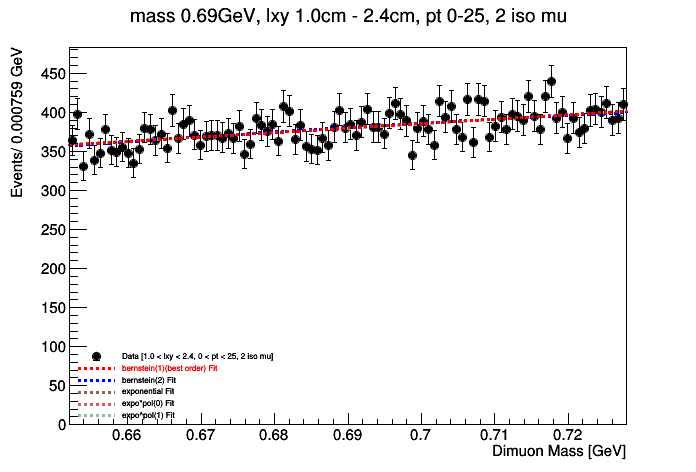 mass 0.69GeV, lxy 1.0cm - 2.4cm, pt 0-25, 2 iso mu
Events/ 0.000759 GeV
450
400
350
300
250
200
150
100
50
0
Data [1.0 < lxy < 2.4, 0 < pt < 25, 2 iso mu]
bernstein(1)(best order) Fit
bernstein(2) Fit
exponential Fit
expo*pol(0) Fit
expo*pol(1) Fit
0.66 0.67 0.68 0.69 0.7 0.71 0.72
Dimuon Mass [GeV]